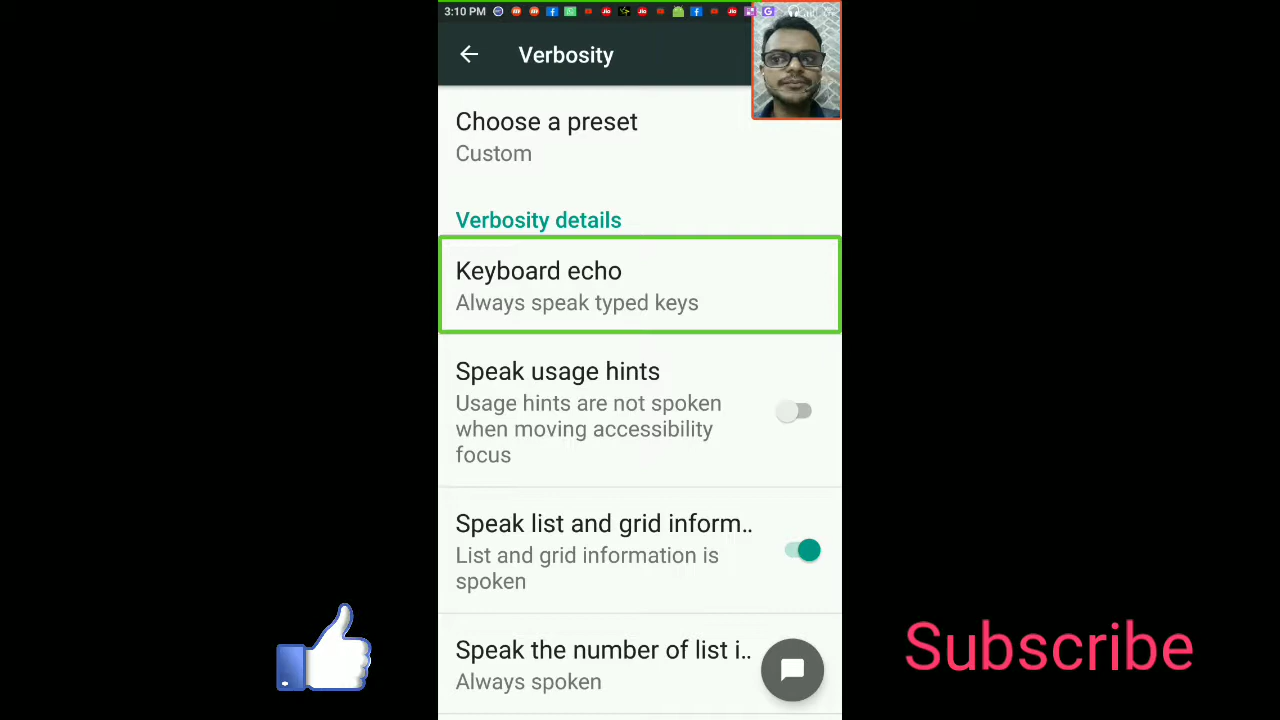 3:10 PM
Verbosity
Choose a preset
Custom
Verbosity details
Keyboard echo
Always speak typed keys
Speak usage hints
Usage hints are not spoken
when moving accessibility
focus
Speak list and grid inform..
List and grid information is
spoken
Speak the number of list i..
Always spoken
Subscribe